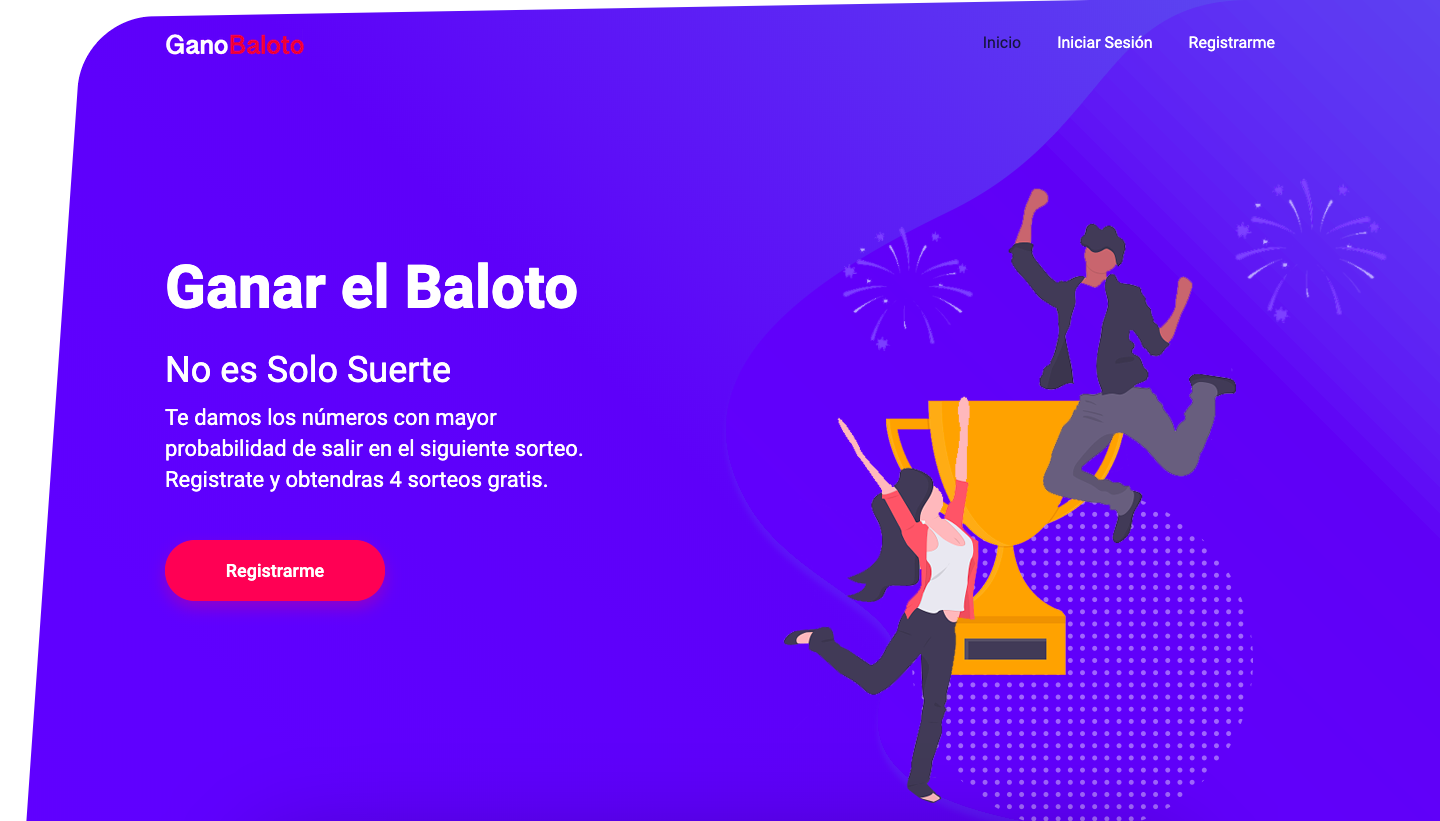 GanoBaloto
Inicio
Iniciar Sesión
Registrarme
Ganar el Baloto
No es Solo Suerte
Te damos los números con mayor
probabilidad de salir en el siguiente sorteo.
Registrate y obtendras 4 sorteos gratis.
Registrarme